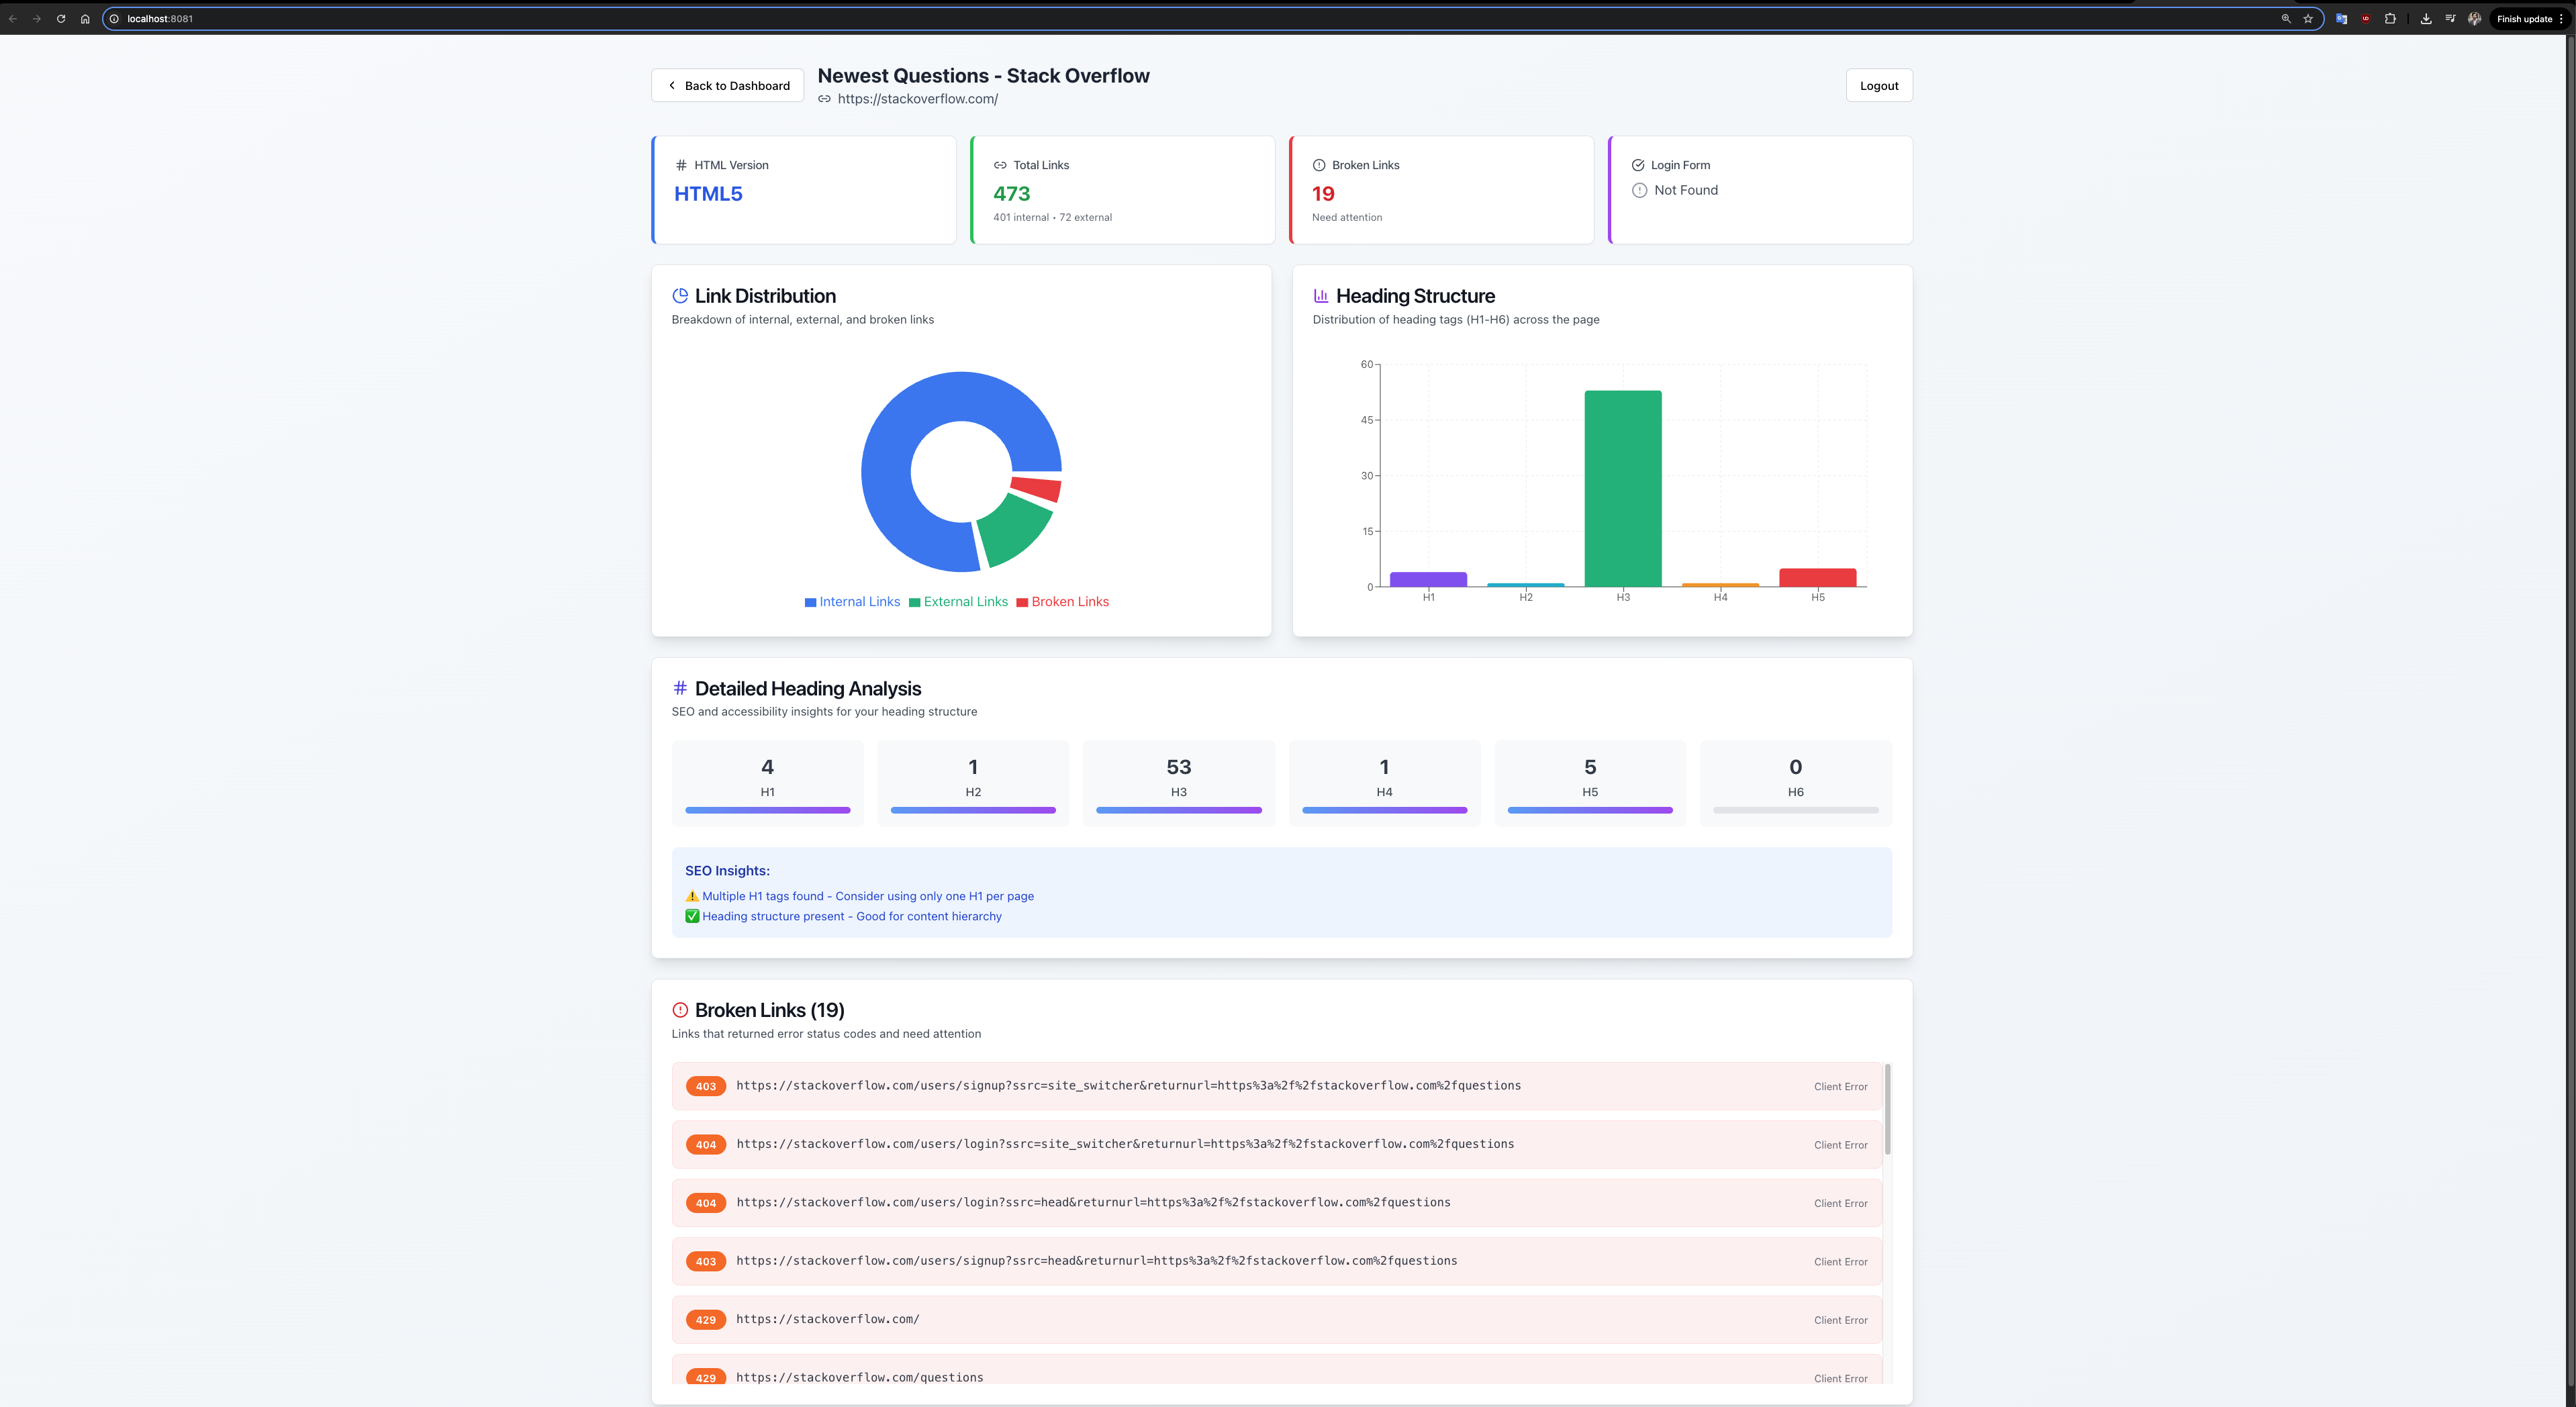 localhost:8081
Finish update
Back to Dashboard
Newest Questions - Stack Overflow
https://stackoverflow.com/
Logout
HTML Version
HTML5
Total Links
473
401 internal • 72 external
Broken Links
19
Need attention
Login Form
Not Found
Link Distribution
Breakdown of internal, external, and broken links
Internal Links
External Links
Broken Links
Heading Structure
Distribution of heading tags (H1-H6) across the page
60
45
30
15
0
H1 H2 H3 H4 H5
Detailed Heading Analysis
SEO and accessibility insights for your heading structure
4
H1
1
H2
53
H3
1
H4
5
H5
0
H6
SEO Insights:
⚠️ Multiple H1 tags found - Consider using only one H1 per page
✅ Heading structure present - Good for content hierarchy
Broken Links (19)
Links that returned error status codes and need attention
403 https://stackoverflow.com/users/signup?ssrc=site_switcher&returnurl=https%3a%2f%2fstackoverflow.com%2fquestions Client Error
404 https://stackoverflow.com/users/login?ssrc=site_switcher&returnurl=https%3a%2f%2fstackoverflow.com%2fquestions Client Error
404 https://stackoverflow.com/users/login?ssrc=head&returnurl=https%3a%2f%2fstackoverflow.com%2fquestions Client Error
403 https://stackoverflow.com/users/signup?ssrc=head&returnurl=https%3a%2f%2fstackoverflow.com%2fquestions Client Error
429 https://stackoverflow.com/ Client Error
429 https://stackoverflow.com/questions Client Error